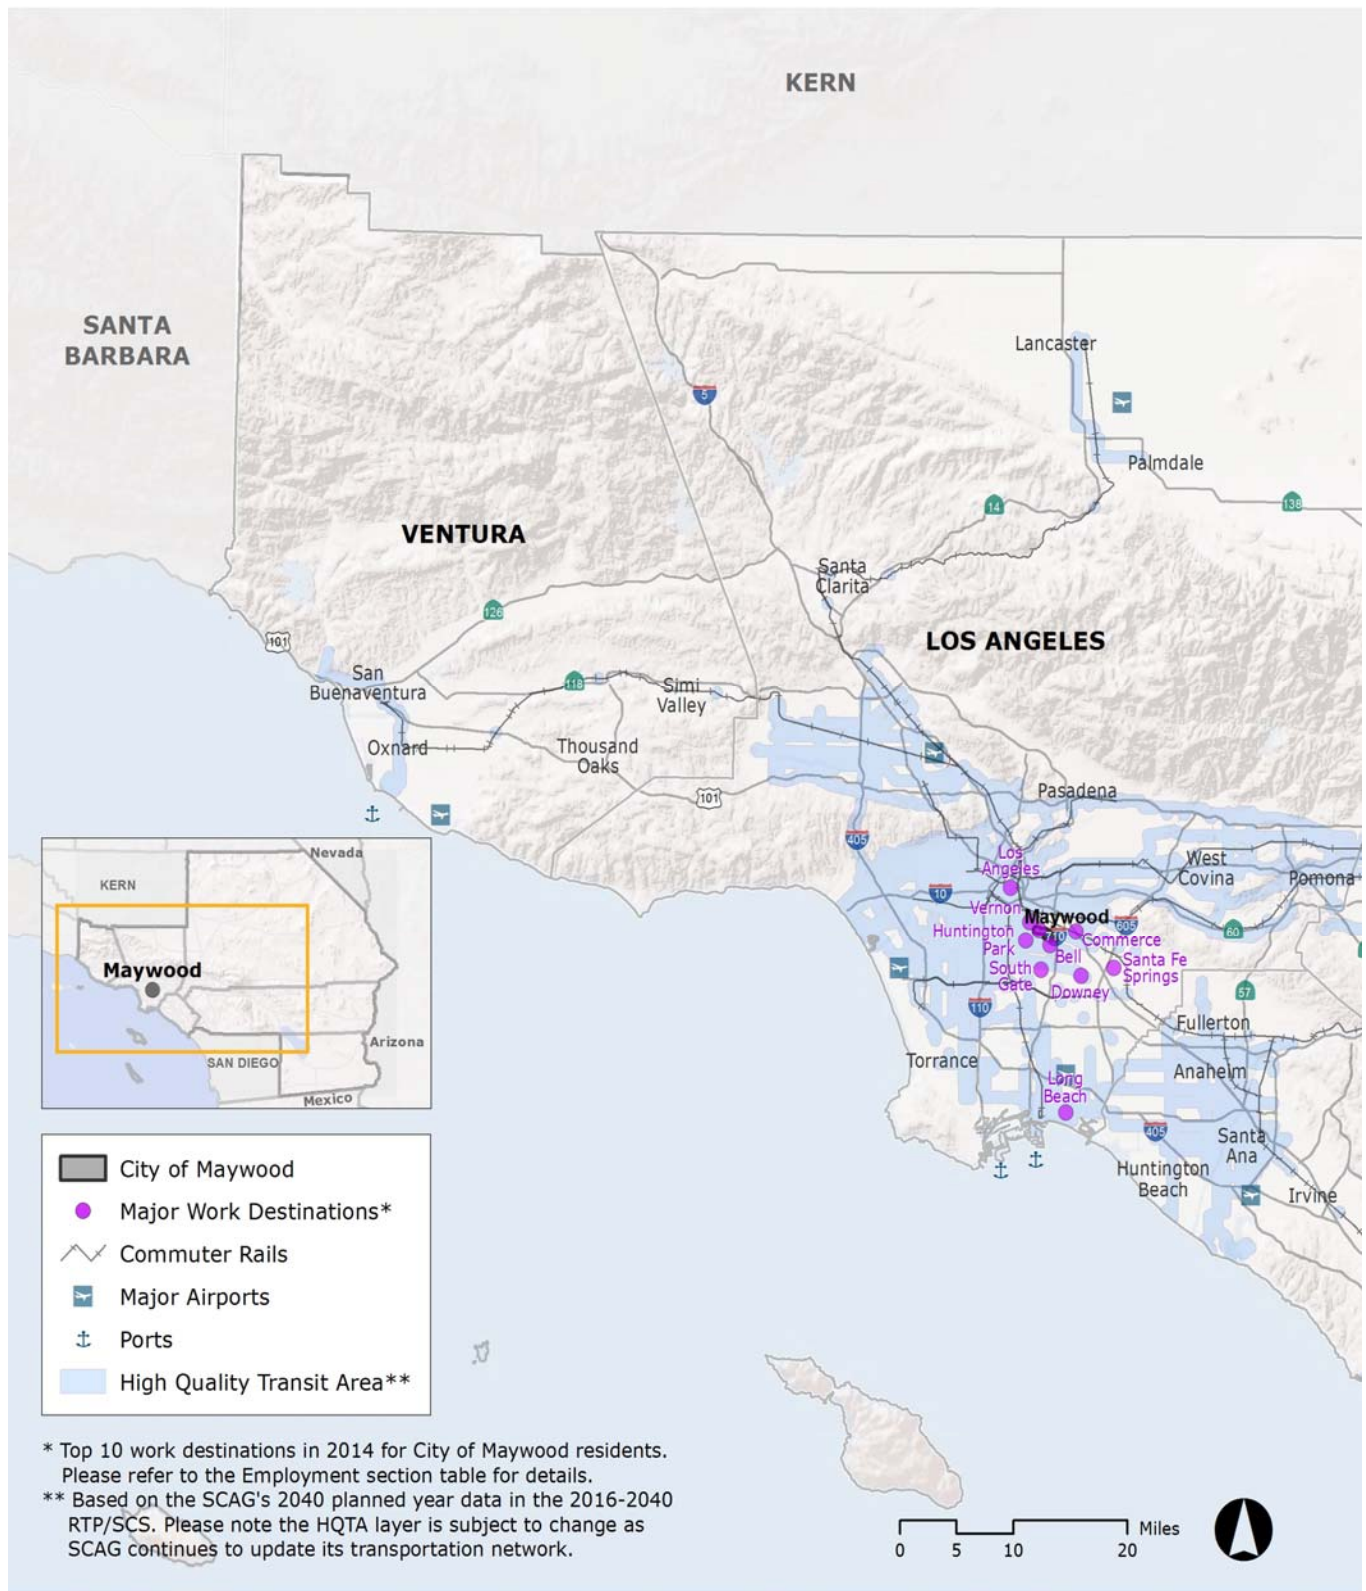 KERN
SANTA
BARBARA
Lancaster
5
Palmdale
14
138
VENTURA
Santa
Clarita
126
LOS ANGELES
101
San
Buenaventura
118
Simi
Valley
Oxnard
Thousand
Oaks
101
Pasadena
405
Los
Angeles
West
Covina
Pomona
10
Vernon
Maywood
605
60
Huntington
Park
710
Commerce
Bell
South
Gate
Santa Fe
Springs
Downey
57
110
Fullerton
Torrance
Anaheim
Long
Beach
405
Santa
Ana
Huntington
Beach
Irvine
Nevada
KERN
Maywood
Arizona
SAN DIEGO
Mexico
City of Maywood
Major Work Destinations*
Commuter Rails
Major Airports
Ports
High Quality Transit Area**
* Top 10 work destinations in 2014 for City of Maywood residents.
Please refer to the Employment section table for details.
** Based on the SCAG's 2040 planned year data in the 2016-2040
RTP/SCS. Please note the HQTA layer is subject to change as
SCAG continues to update its transportation network.
Miles
0 5 10 20